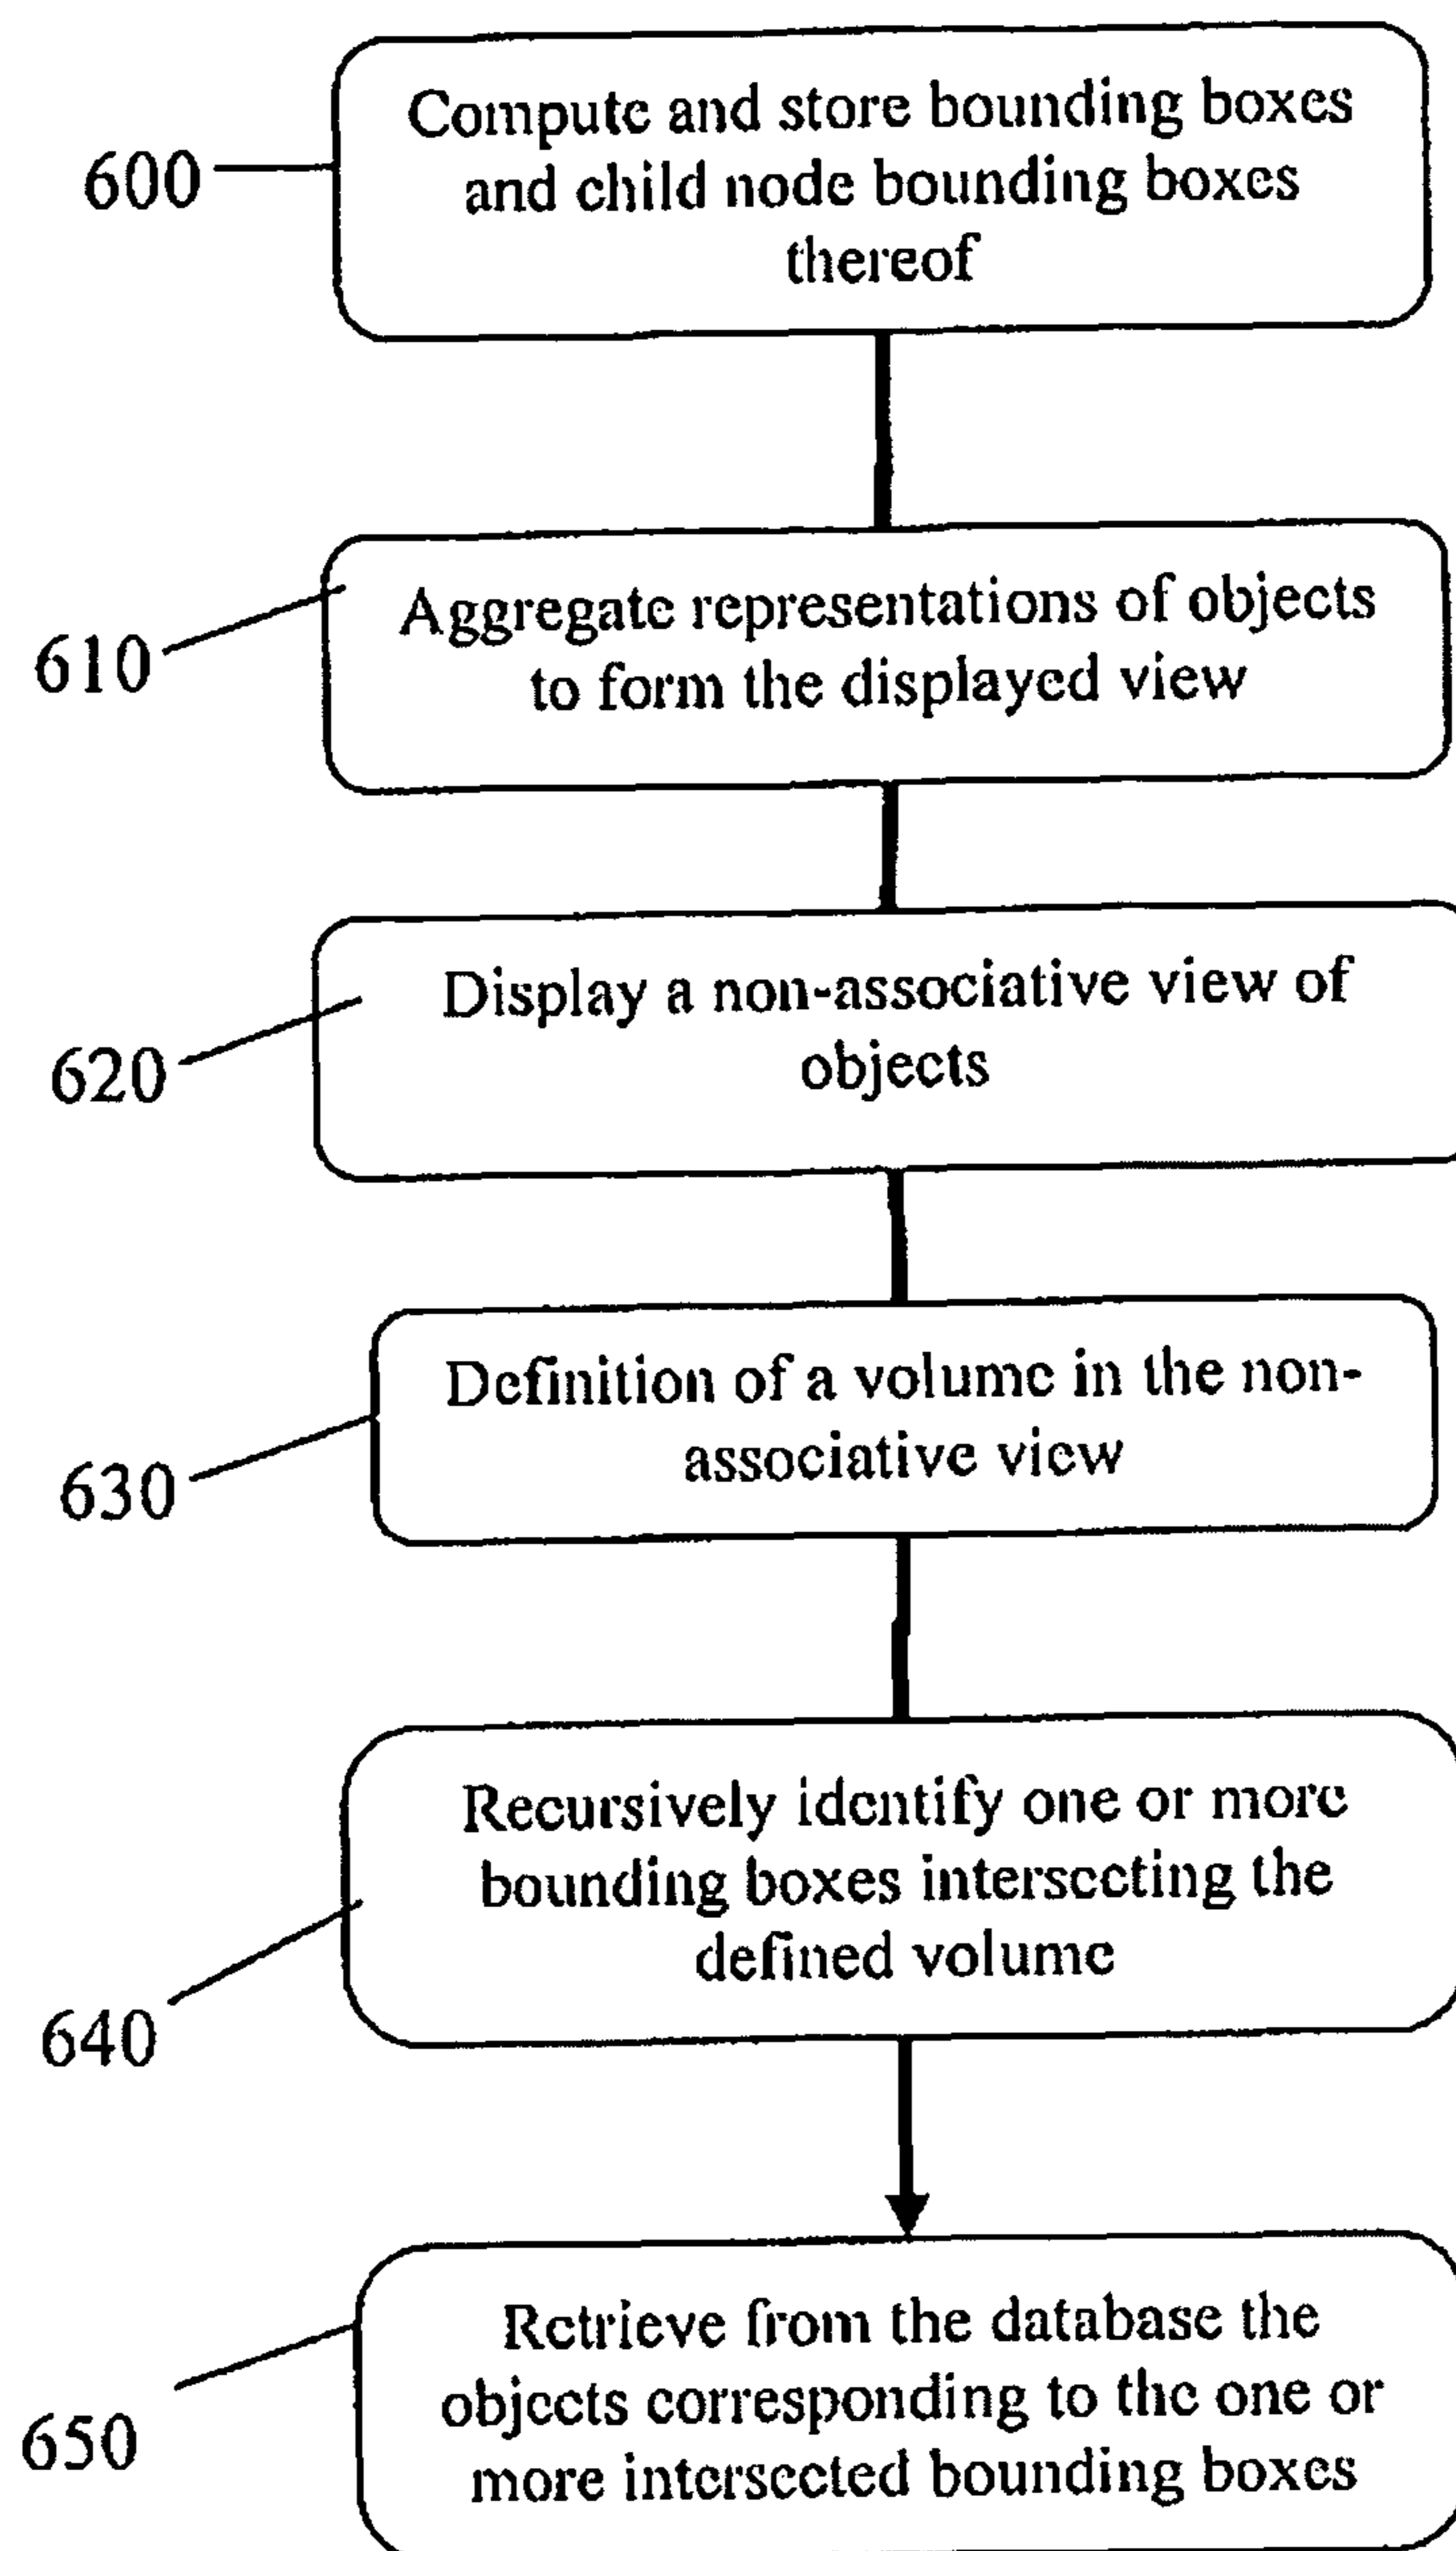 Compute and store bounding boxes
and child node bounding boxes
thereof
600
Aggregate representations of objects
to form the displayed view
610
Display a non-associative view of
objects
620
Definition of a volume in the non-
associative view
630
Recursively identify one or more
bounding boxes intersecting the
defined volume
640
Retrieve from the database the
objects corresponding to the one or
more intersected bounding boxes
650